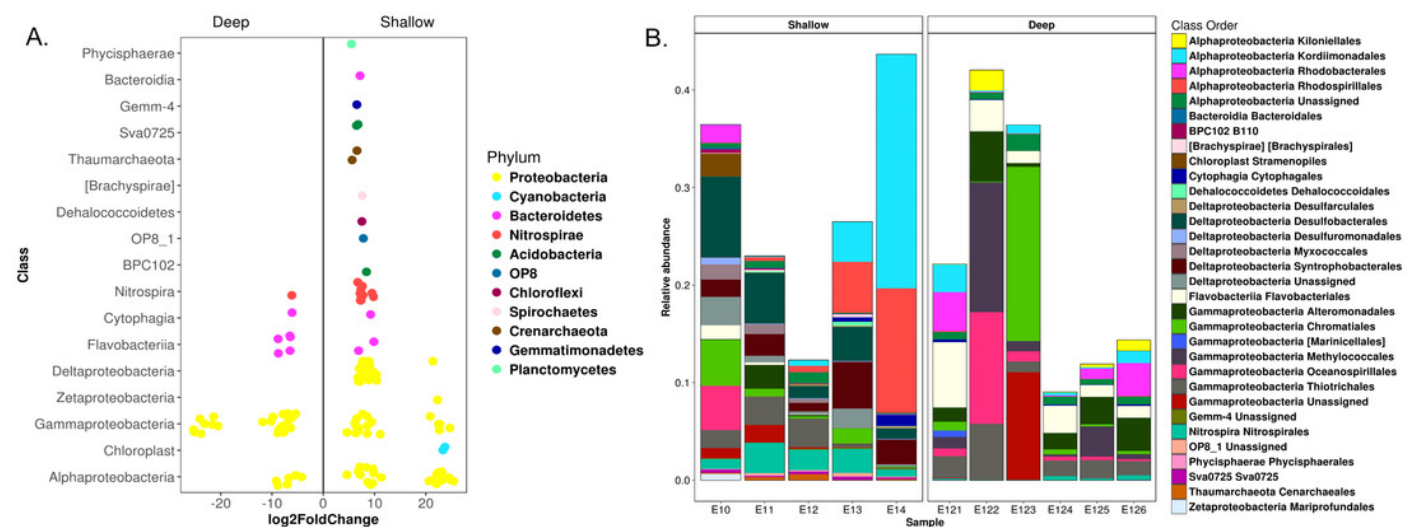 A.
Deep
Shallow
Class
Phycisphaerae
Bacteroidia
Gemm-4
Sva0725
Thaumarchaeota
[Brachyspirae]
Dehalococcoidetes
OP8_1
BPC102
Nitrospira
Cytophagia
Flavobacteriia
Deltaproteobacteria
Zetaproteobacteria
Gammaproteobacteria
Chloroplast
Alphaproteobacteria
-20
-10
0
10
20
log2FoldChange
Phylum
Proteobacteria
Cyanobacteria
Bacteroidetes
Nitrospirae
Acidobacteria
OP8
Chloroflexi
Spirochaetes
Crenarchaeota
Gemmatimonadetes
Planctomycetes
B.
Shallow
Deep
Relative abundance
0.4
0.3
0.2
0.1
0.0
E10
E11
E12
E13
E14
E121
E122
E123
E124
E125
E126
Sample
Class Order
Alphaproteobacteria Kiloniellales
Alphaproteobacteria Kordiimonadales
Alphaproteobacteria Rhodobacterales
Alphaproteobacteria Rhodospirillales
Alphaproteobacteria Unassigned
Bacteroidia Bacteroidales
BPC102 B110
[Brachyspirae] [Brachyspirales]
Chloroplast Stramenopiles
Cytophagia Cytophagales
Dehalococcoidetes Dehalococcoidales
Deltaproteobacteria Desulfarculales
Deltaproteobacteria Desulfobacterales
Deltaproteobacteria Desulfuromonadales
Deltaproteobacteria Myxococcales
Deltaproteobacteria Syntrophobacterales
Deltaproteobacteria Unassigned
Flavobacteriia Flavobacteriales
Gammaproteobacteria Alteromonadales
Gammaproteobacteria Chromatiales
Gammaproteobacteria [Marinicellales]
Gammaproteobacteria Methylococcales
Gammaproteobacteria Oceanospirillales
Gammaproteobacteria Thiotrichales
Gammaproteobacteria Unassigned
Gemm-4 Unassigned
Nitrospira Nitrospirales
OP8_1 Unassigned
Phycisphaerae Phycisphaerales
Sva0725 Sva0725
Thaumarchaeota Cenarchaeales
Zetaproteobacteria Mariprofundales